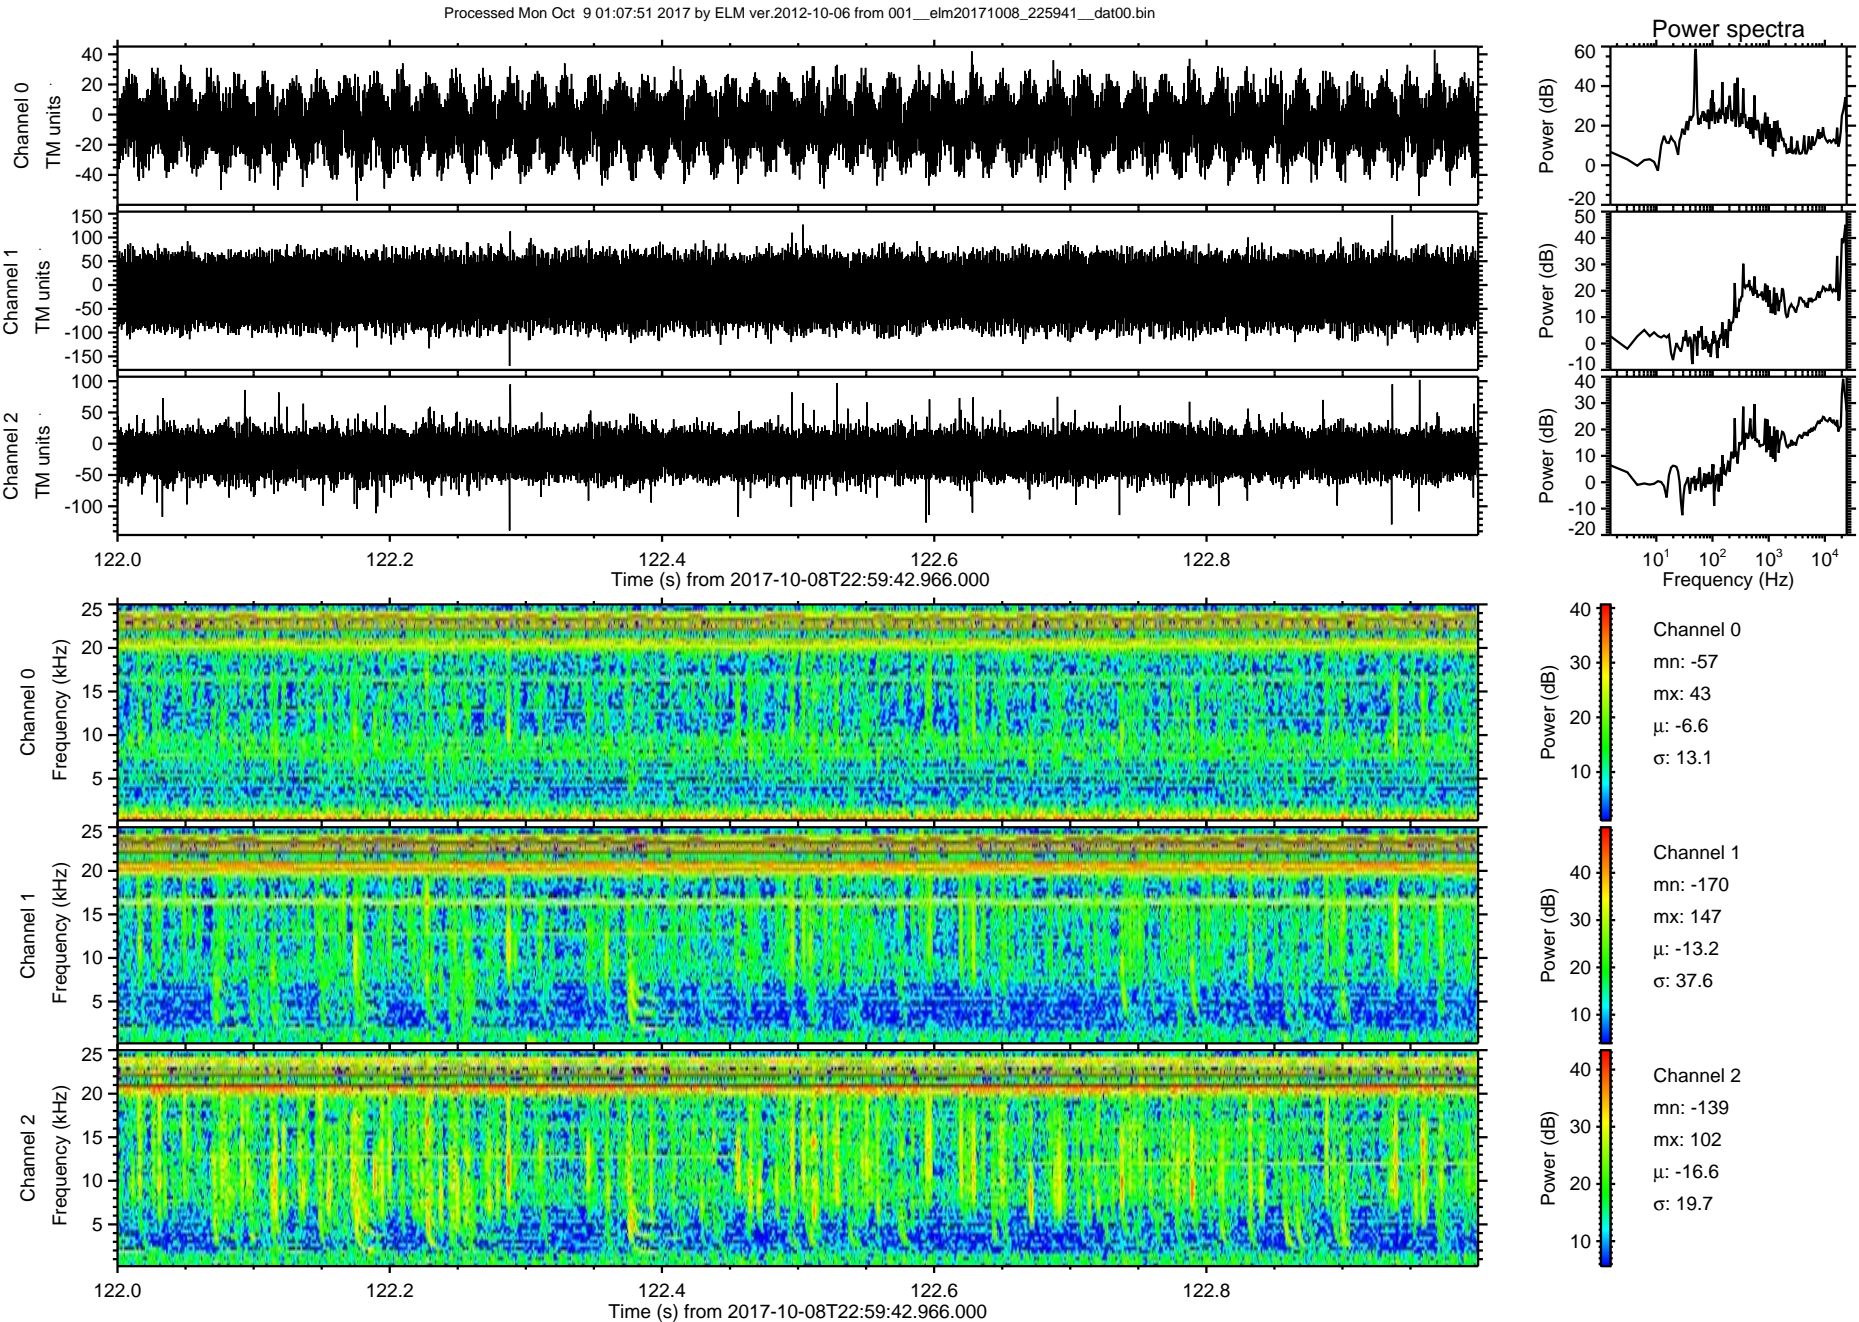 Processed Mon Oct  9 01:07:51 2017 by ELM ver.2012-10-06 from 001__elm20171008_225941__dat00.bin
Power spectra
Channel 0
TM units
40
20
0
-20
-40
Power (dB)
60
40
20
0
-20
Channel 1
TM units
150
100
50
0
-50
-100
-150
Power (dB)
50
40
30
20
10
0
-10
Channel 2
TM units
100
50
0
-50
-100
Power (dB)
40
30
20
10
0
-10
-20
122.0 122.2 122.4 122.6 122.8
Time (s) from 2017-10-08T22:59:42.966.000
10^1 10^2 10^3 10^4
Frequency (Hz)
Channel 0
Frequency (kHz)
25
20
15
10
5
Power (dB)
40
30
20
10
Channel 0
mn: -57
mx: 43
μ: -6.6
σ: 13.1
Channel 1
Frequency (kHz)
25
20
15
10
5
Power (dB)
40
30
20
10
Channel 1
mn: -170
mx: 147
μ: -13.2
σ: 37.6
Channel 2
Frequency (kHz)
25
20
15
10
5
Power (dB)
40
30
20
10
Channel 2
mn: -139
mx: 102
μ: -16.6
σ: 19.7
122.0 122.2 122.4 122.6 122.8
Time (s) from 2017-10-08T22:59:42.966.000